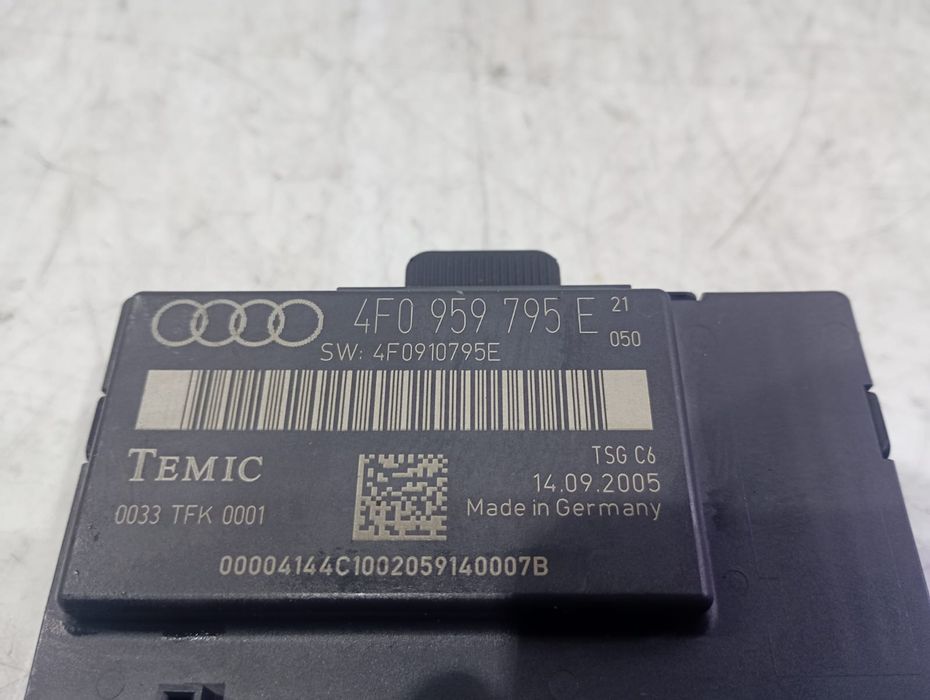 4F0 959 795 E 21
050
SW: 4F0910795E
TEMIC
TSG C6
14.09.2005
0033 TFK 0001
Made in Germany
00004144C1002059140007B